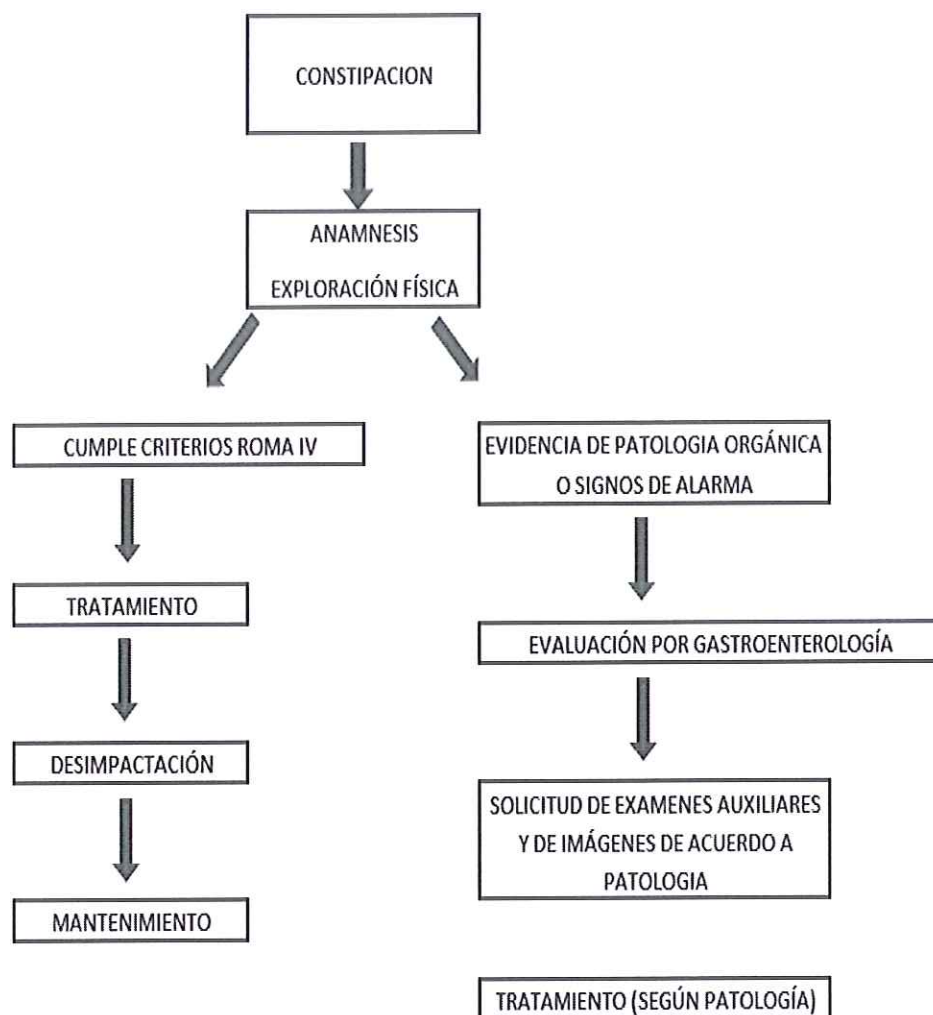 CONSTIPACION
ANAMNESIS
EXPLORACIÓN FÍSICA
CUMPLE CRITERIOS ROMA IV
TRATAMIENTO
DESIMPACTACIÓN
MANTENIMIENTO
EVIDENCIA DE PATOLOGIA ORGÁNICA
O SIGNOS DE ALARMA
EVALUACIÓN POR GASTROENTEROLOGÍA
SOLICITUD DE EXAMENES AUXILIARES
Y DE IMÁGENES DE ACUERDO A
PATOLOGIA
TRATAMIENTO (SEGÚN PATOLOGÍA)